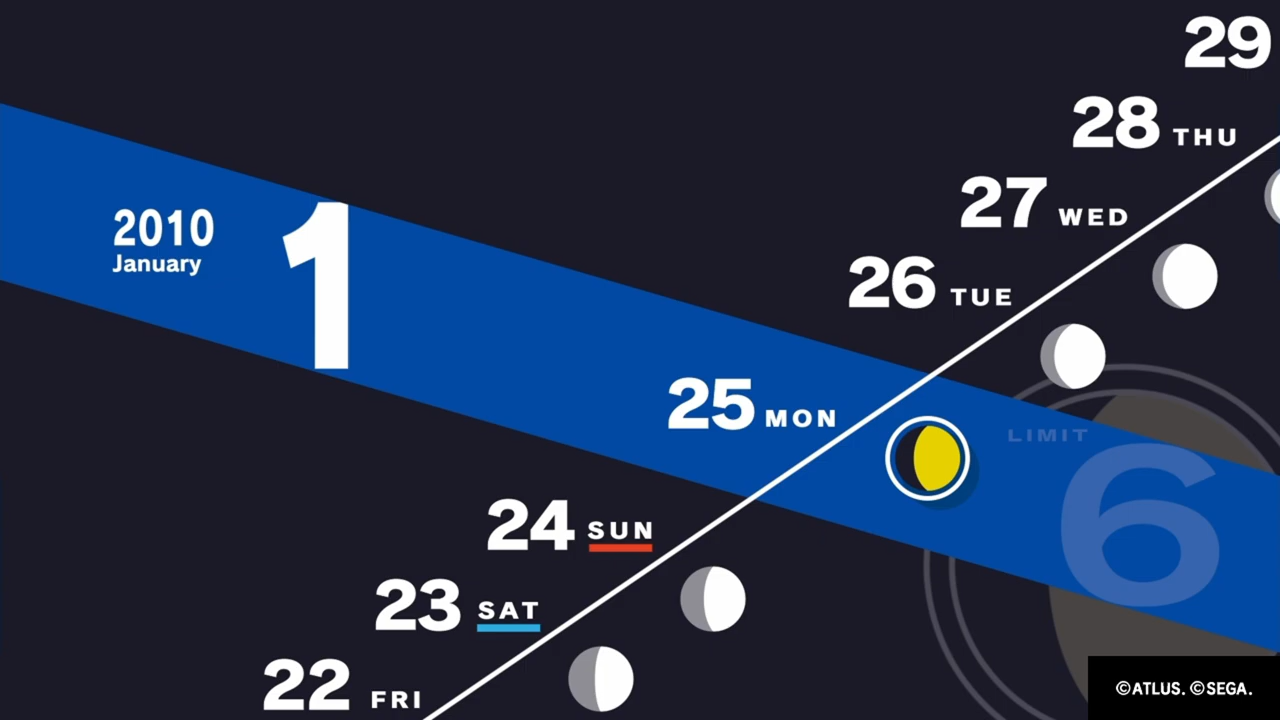 29
28 THU
27 WED
2010
January
1
26 TUE
25 MON
LIMIT
6
24 SUN
23 SAT
22 FRI
©ATLUS. ©SEGA.